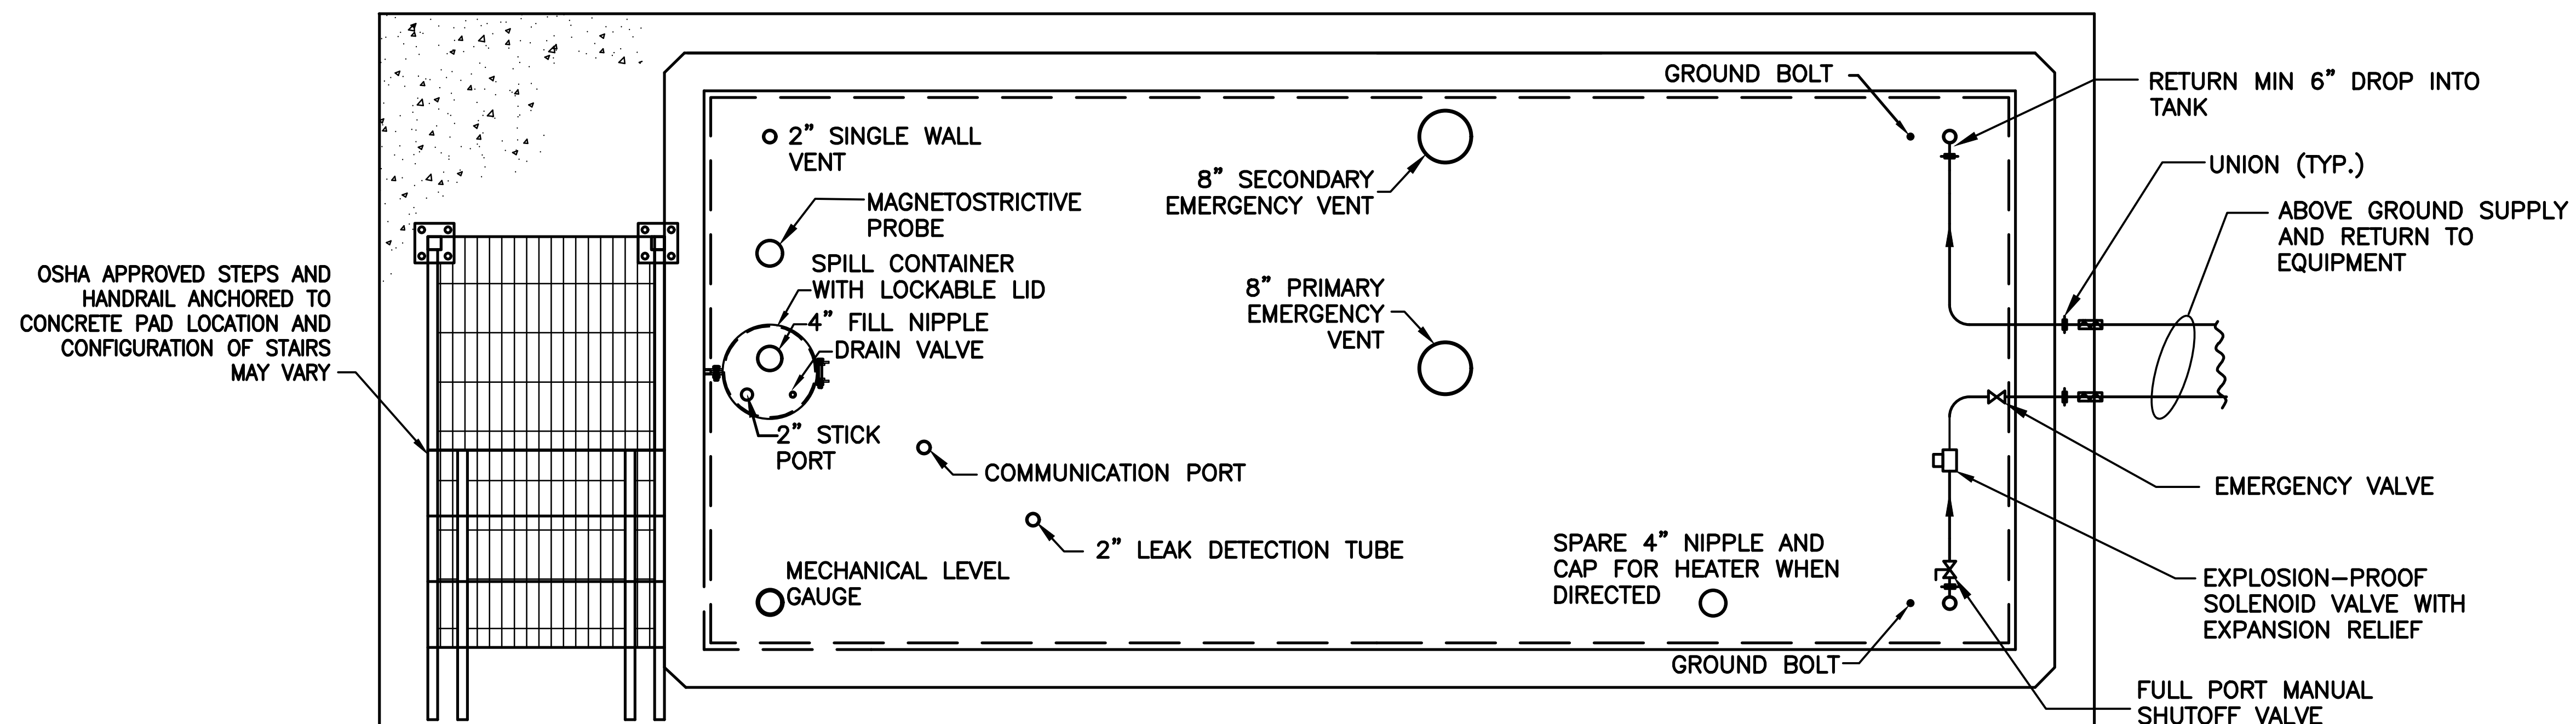 OSHA APPROVED STEPS AND
HANDRAIL ANCHORED TO
CONCRETE PAD LOCATION AND
CONFIGURATION OF STAIRS
MAY VARY
2" SINGLE WALL
VENT
MAGNETOSTRICTIVE
PROBE
SPILL CONTAINER
WITH LOCKABLE LID
4" FILL NIPPLE
DRAIN VALVE
2" STICK
PORT
COMMUNICATION PORT
2" LEAK DETECTION TUBE
MECHANICAL LEVEL
GAUGE
8" SECONDARY
EMERGENCY VENT
8" PRIMARY
EMERGENCY
VENT
SPARE 4" NIPPLE AND
CAP FOR HEATER WHEN
DIRECTED
GROUND BOLT
GROUND BOLT
RETURN MIN 6" DROP INTO
TANK
UNION (TYP.)
ABOVE GROUND SUPPLY
AND RETURN TO
EQUIPMENT
EMERGENCY VALVE
EXPLOSION-PROOF
SOLENOID VALVE WITH
EXPANSION RELIEF
FULL PORT MANUAL
SHUTOFF VALVE